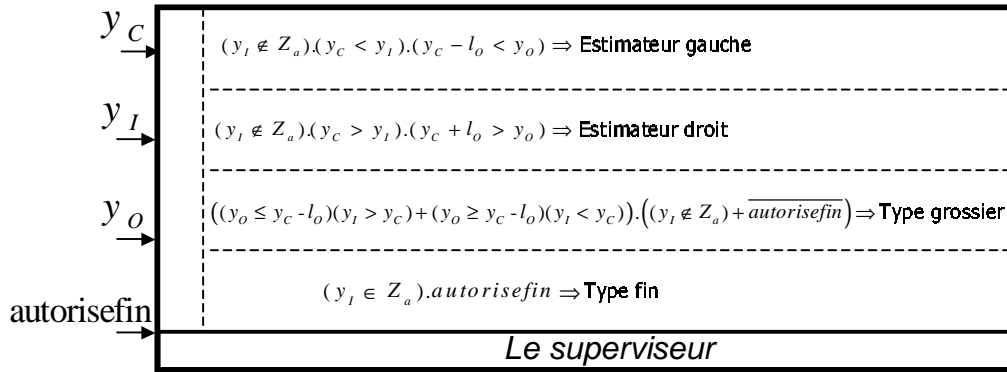 y_C
(y_I ∉ Z_a).(y_C < y_I).(y_C − l_O < y_O) ⇒ Estimateur gauche
y_I
(y_I ∉ Z_a).(y_C > y_I).(y_C + l_O > y_O) ⇒ Estimateur droit
y_O
((y_O ≤ y_C - l_O)(y_I > y_C) + (y_O ≥ y_C - l_O)(y_I < y_C)).((y_I ∉ Z_a) + \overline{autorisefin}) ⇒ Type grossier
autorisefin
(y_I ∈ Z_a).autorisefin ⇒ Type fin
Le superviseur